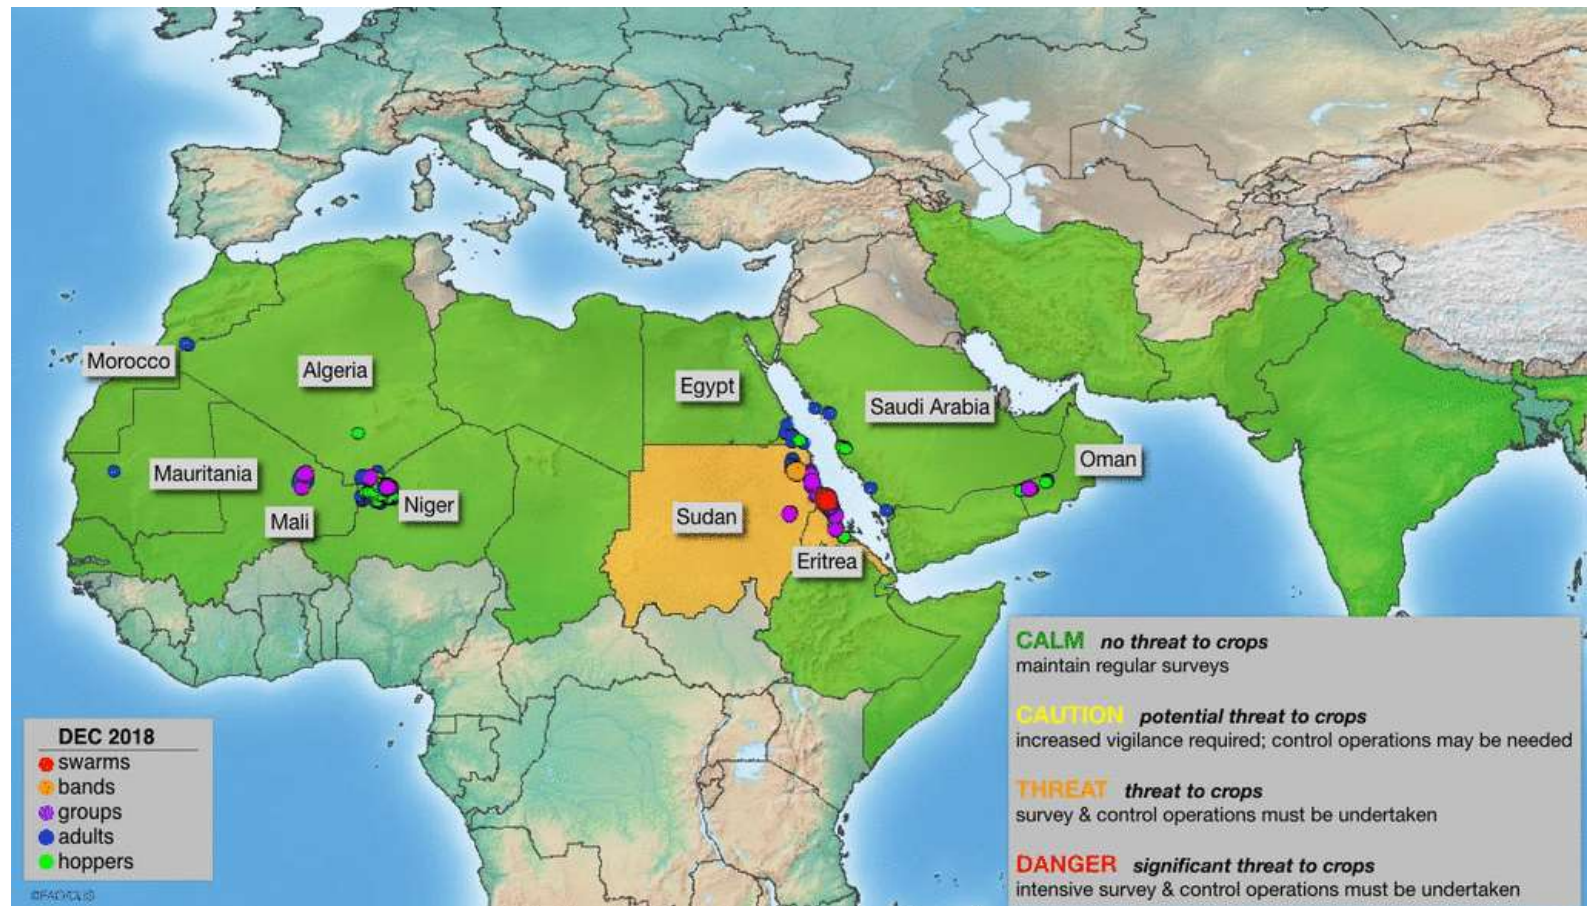 Morocco
Algeria
Egypt
Saudi Arabia
Mauritania
Oman
Niger
Mali
Sudan
Eritrea
CALM no threat to crops
maintain regular surveys
CAUTION potential threat to crops
increased vigilance required; control operations may be needed
THREAT threat to crops
survey & control operations must be undertaken
DANGER significant threat to crops
intensive survey & control operations must be undertaken
DEC 2018
swarms
bands
groups
adults
hoppers